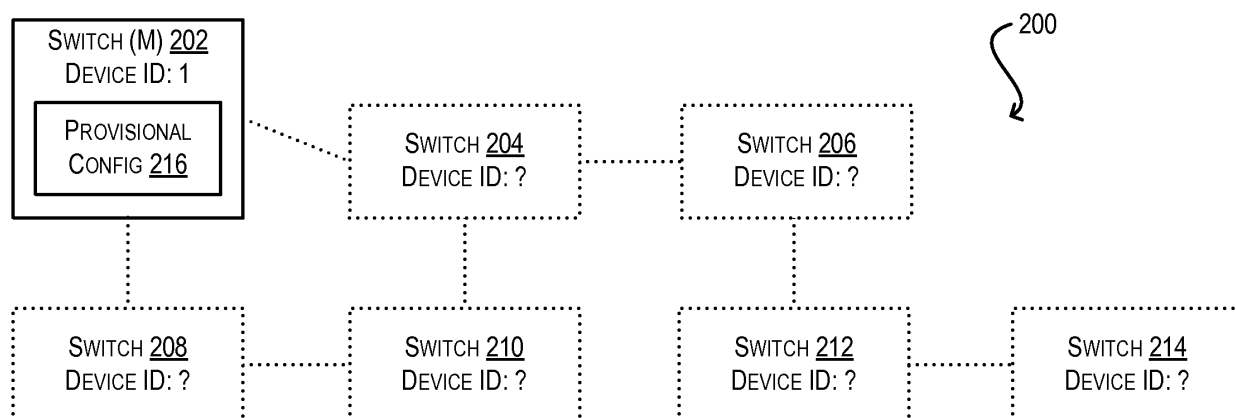 SWITCH (M) 202
DEVICE ID: 1
PROVISIONAL
CONFIG 216
200
SWITCH 204
DEVICE ID: ?
SWITCH 206
DEVICE ID: ?
SWITCH 208
DEVICE ID: ?
SWITCH 210
DEVICE ID: ?
SWITCH 212
DEVICE ID: ?
SWITCH 214
DEVICE ID: ?